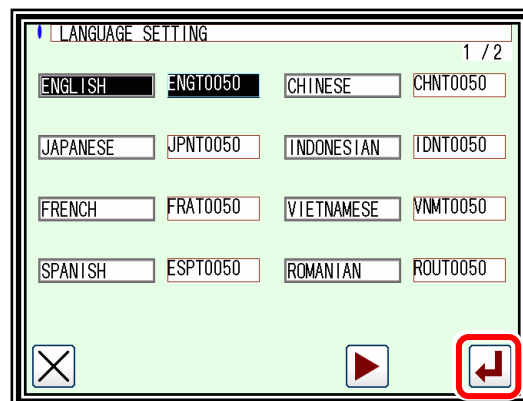 LANGUAGE SETTING
1 / 2
ENGLISH ENGT0050 CHINESE CHNT0050
JAPANESE JPNT0050 INDONESIAN IDNT0050
FRENCH FRAT0050 VIETNAMESE VNMT0050
SPANISH ESPT0050 ROMANIAN ROUT0050